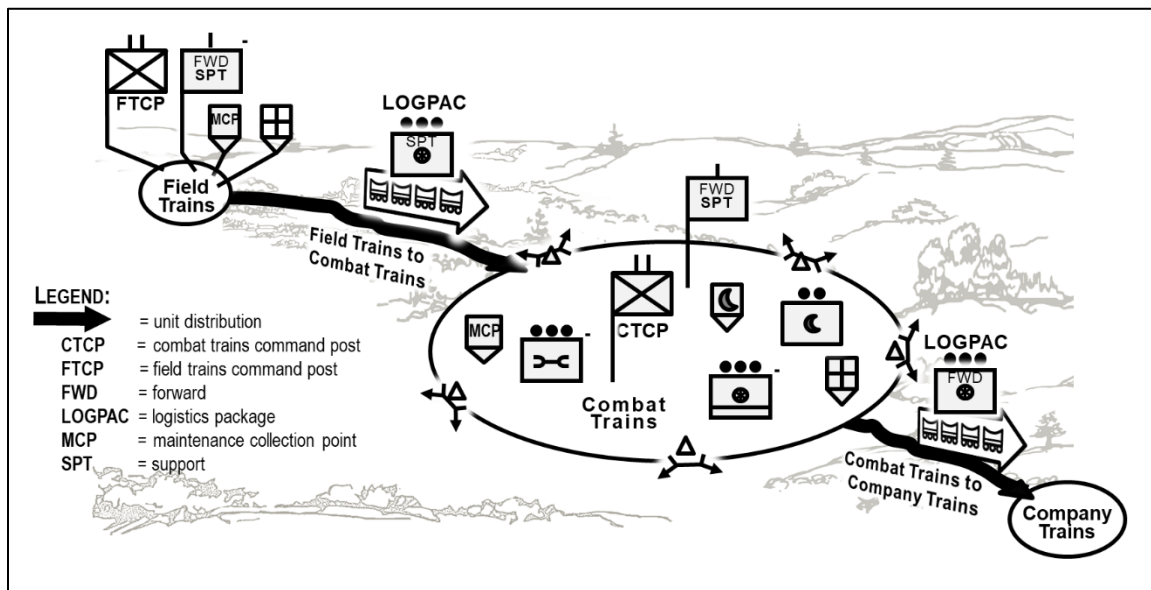 FTCP
FWD
SPT
-
MCP
Field
Trains
LOGPAC
SPT
Field Trains to
Combat Trains
FWD
SPT
MCP
-
CTCP
-
Combat
Trains
LOGPAC
FWD
Combat Trains to
Company Trains
Company
Trains
LEGEND:
= unit distribution
CTCP = combat trains command post
FTCP = field trains command post
FWD = forward
LOGPAC = logistics package
MCP = maintenance collection point
SPT = support